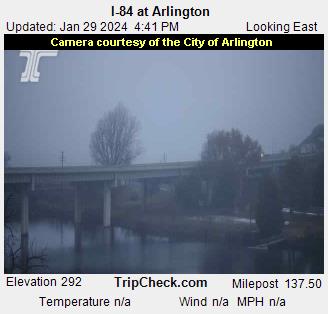 I-84 at Arlington
Updated: Jan 29 2024 4:41 PM Looking East
Camera courtesy of the City of Arlington
Elevation 292 TripCheck.com Milepost 137.50
Temperature n/a Wind n/a MPH n/a